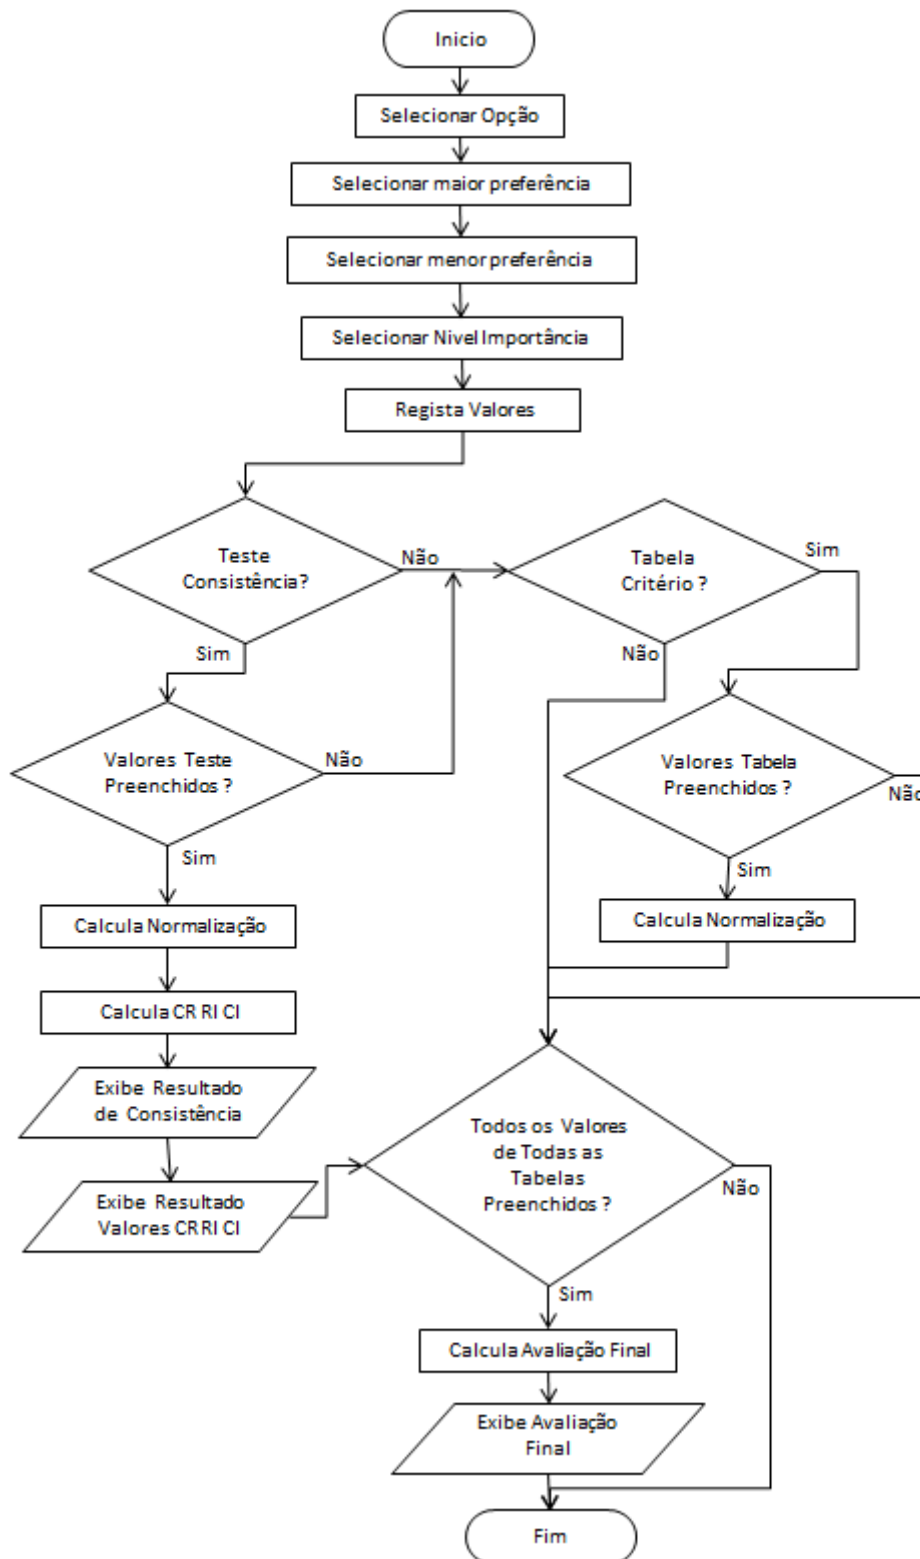 Inicio
Selecionar Opção
Selecionar maior preferência
Selecionar menor preferência
Selecionar Nivel Importância
Regista Valores
Teste
Consistência?
Não
Sim
Tabela
Critério ?
Sim
Não
Valores Teste
Preenchidos ?
Não
Sim
Valores Tabela
Preenchidos ?
Não
Sim
Calcula Normalização
Calcula Normalização
Calcula CR RI CI
Exibe Resultado
de Consistência
Exibe Resultado
Valores CR RI CI
Todos os Valores
de Todas as
Tabelas
Preenchidos ?
Não
Sim
Calcula Avaliação Final
Exibe Avaliação
Final
Fim